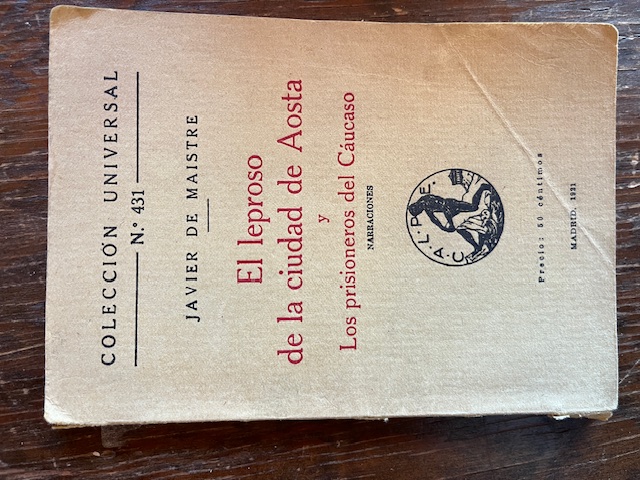 COLECCIÓN UNIVERSAL
N.º 431
JAVIER DE MAISTRE
El leproso
de la ciudad de Aosta
y
Los prisioneros del Cáucaso
NARRACIONES
C.A.L.P.E.
Precio: 50 céntimos
MADRID, 1921